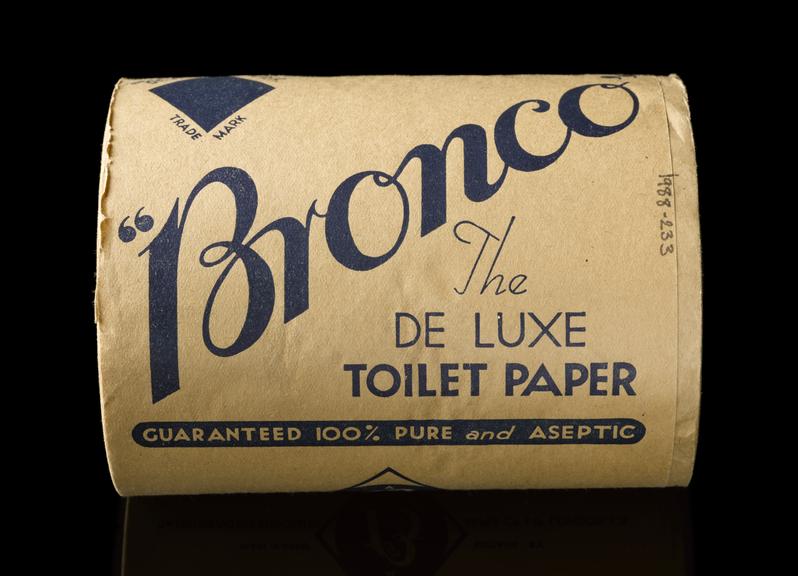 TRADE MARK
“Bronco”
The
DE LUXE
TOILET PAPER
GUARANTEED 100% PURE and ASEPTIC
1988-233